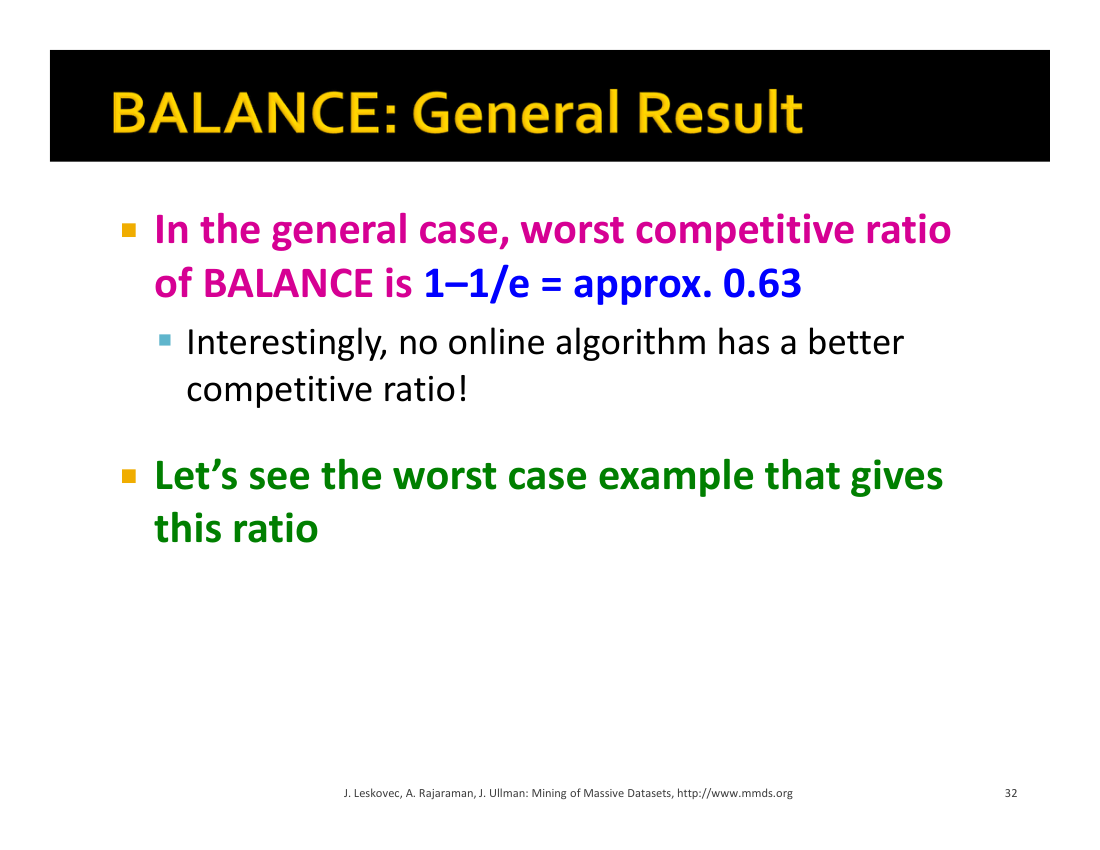 BALANCE: General Result
In the general case, worst competitive ratio
of BALANCE is 1–1/e = approx. 0.63
Interestingly, no online algorithm has a better
competitive ratio!
Let’s see the worst case example that gives
this ratio
J. Leskovec, A. Rajaraman, J. Ullman: Mining of Massive Datasets, http://www.mmds.org
32